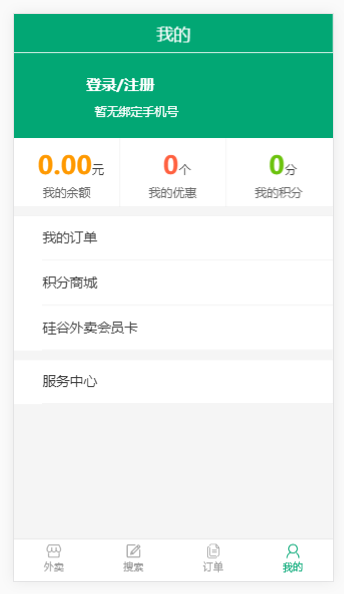 我的
登录/注册
暂无绑定手机号
0.00元 0个 0分
我的余额 我的优惠 我的积分
我的订单
积分商城
硅谷外卖会员卡
服务中心
外卖 搜索 订单 我的